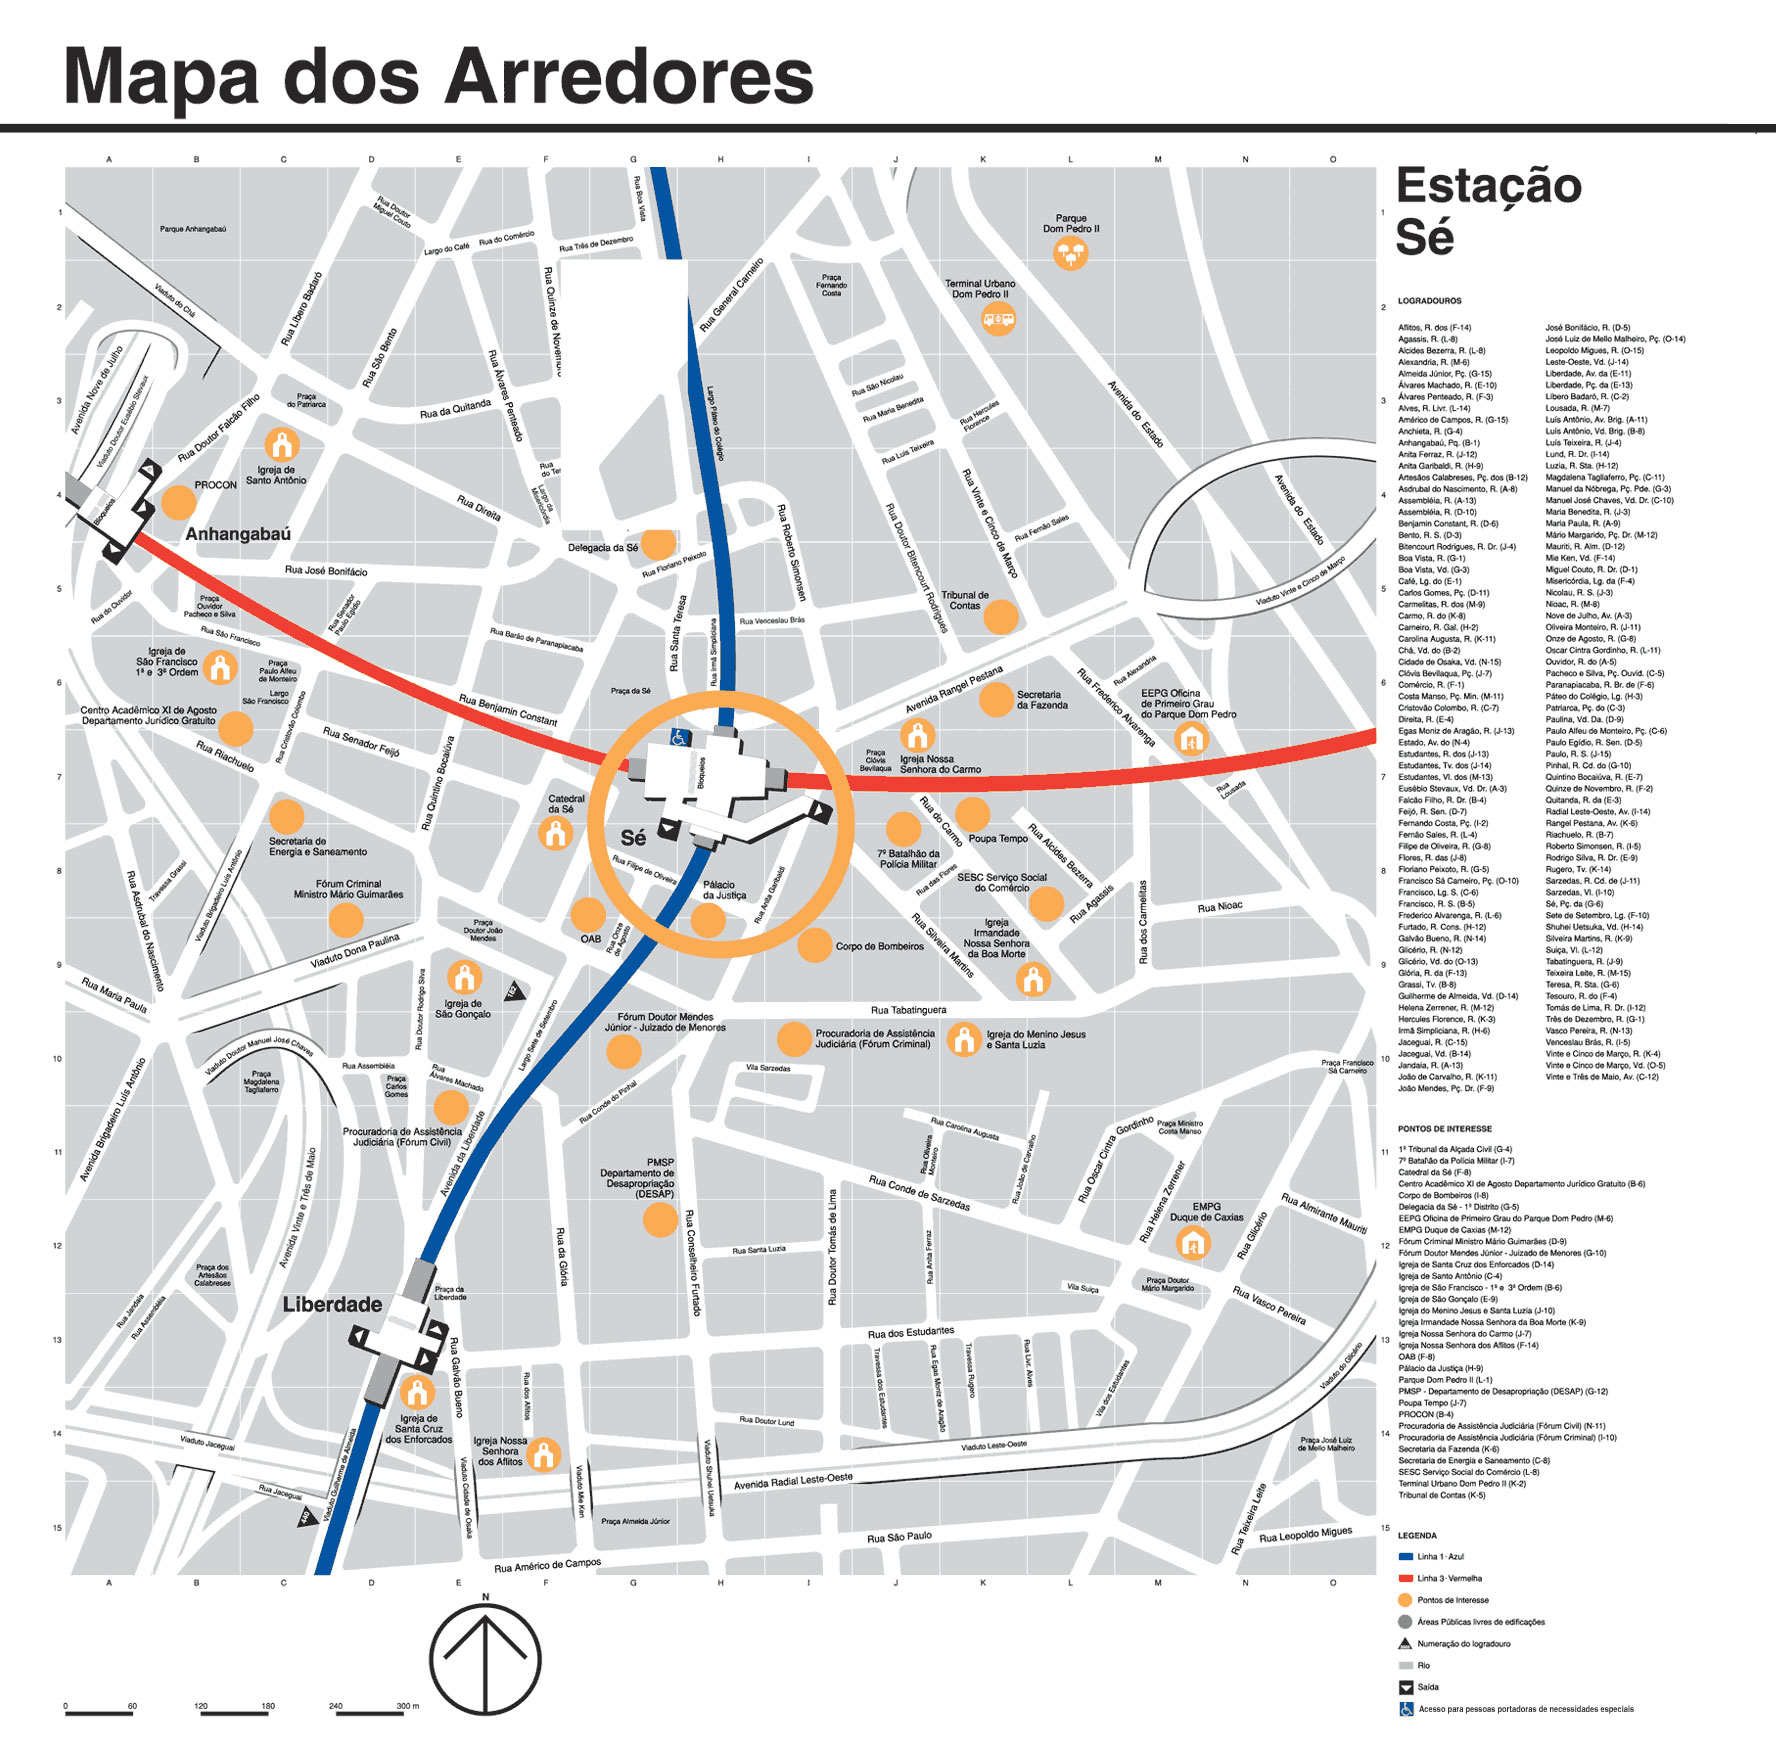 Mapa dos Arredores
Estação
Sé
A B C D E F G H I J K L M N O
1
2
3
4
5
6
7
8
9
10
11
12
13
14
15
Parque Anhangabaú
Viaduto do Chá
Rua Doutor
Miguel Couto
Largo do Café
Rua do Comércio
Rua Três de Dezembro
Rua Boa Vista
Rua Líbero Badaró
Rua São Bento
Rua Álvares Penteado
Rua Quinze de Novembro
Rua General Carneiro
Praça
Fernando
Costa
Parque
Dom Pedro II
Terminal Urbano
Dom Pedro II
Avenida Nove de Julho
Viaduto Doutor Eusébio Stevaux
Rua Doutor Falcão Filho
Praça
do Patriarca
Rua da Quitanda
Largo Páteo do Colégio
Rua São Nicolau
Rua Maria Benedita
Rua Hercules
Florence
Rua Luís Teixeira
Avenida do Estado
Igreja de
Santo Antônio
PROCON
Bloqueios
Anhangabaú
Rua Direita
Rua
do Ter
Largo da
Misericórdia
Delegacia da Sé
Rua Floriano Peixoto
Rua Roberto Simonsen
Rua Doutor Bitencourt Rodrigues
Rua Vinte e Cinco de Março
Rua Fernão Sales
Avenida do Estado
Viaduto Vinte e Cinco de Março
Rua José Bonifácio
Rua do Ouvidor
Praça
Ouvidor
Pacheco e Silva
Rua Senador
Paulo Egídio
Rua São Francisco
Rua Barão de Paranapiacaba
Rua Santa Teresa
Rua Irmã Simpliciana
Rua Venceslau Brás
Tribunal de
Contas
Igreja de
São Francisco
1ª e 3ª Ordem
Praça
Paulo Alfeu
de Monteiro
Largo
São Francisco
Praça da Sé
Avenida Rangel Pestana
Secretaria
da Fazenda
Rua Frederico Alvarenga
Rua Alexandria
EEPG Oficina
de Primeiro Grau
do Parque Dom Pedro
Centro Acadêmico XI de Agosto
Departamento Jurídico Gratuito
Rua Riachuelo
Rua Cristóvão Colombo
Rua Senador Feijó
Rua Benjamin Constant
Rua Quintino Bocaiúva
Bloqueios
Praça
Clóvis
Bevilaqua
Igreja Nossa
Senhora do Carmo
Rua
Lousada
Secretaria de
Energia e Saneamento
Catedral
da Sé
Sé
Rua Filipe de Oliveira
Pálacio
da Justiça
Rua Anita Garibaldi
Rua do Carmo
Poupa Tempo
7º Batalhão da
Polícia Militar
Rua das Flores
Rua Alcides Bezerra
SESC Serviço Social
do Comércio
Rua Agassis
Rua dos Carmelitas
Rua Nioac
Rua Asdrubal do Nascimento
Travessa Grassi
Viaduto Brigadeiro Luís Antônio
Fórum Criminal
Ministro Mário Guimarães
Praça
Doutor João
Mendes
OAB
Rua Onze
de Agosto
Corpo de Bombeiros
Rua Silveira Martins
Igreja
Irmandade
Nossa Senhora
da Boa Morte
Rua Maria Paula
Viaduto Dona Paulina
Igreja de
São Gonçalo
Rua Doutor Rodrigo Silva
Largo Sete de Setembro
Fórum Doutor Mendes
Júnior - Juizado de Menores
Rua Tabatinguera
Procuradoria de Assistência
Judiciária (Fórum Criminal)
Igreja do Menino Jesus
e Santa Luzia
Viaduto Doutor Manuel José Chaves
Praça
Magdalena
Tagliaferro
Rua Assembléia
Praça
Carlos
Gomes
Rua
Álvares Machado
Rua Conde do Pinhal
Vila Sarzedas
Praça Francisco
Sá Carneiro
Avenida Brigadeiro Luís Antônio
Procuradoria de Assistência
Judiciária (Fórum Civil)
Avenida da Liberdade
Avenida Vinte e Três de Maio
PMSP
Departamento de
Desapropriação
(DESAP)
Rua Carolina Augusta
Rua Oliveira
Monteiro
Rua João de Carvalho
Rua Oscar Cintra Gordinho
Praça Ministro
Costa Manso
Rua Conde de Sarzedas
Rua Helena Zerrener
EMPG
Duque de Caxias
Rua Glicério
Rua Almirante Mauriti
Praça dos
Artesãos
Calabreses
Rua Jandaia
Rua Assembléia
Liberdade
Praça da
Liberdade
Rua da Glória
Rua Conselheiro Furtado
Rua Santa Luzia
Rua Doutor Tomás de Lima
Rua Anita Ferraz
Vila Suíça
Praça Doutor
Mário Margarido
Rua Vasco Pereira
Rua Galvão Bueno
Rua dos Estudantes
Travessa dos Estudantes
Rua Egas Moniz de Aragão
Travessa Rugero
Rua Livr. Alves
Vila dos Estudantes
Viaduto do Glicério
Igreja de
Santa Cruz
dos Enforcados
Rua dos Aflitos
Igreja Nossa
Senhora
dos Aflitos
Rua Doutor Lund
Viaduto Leste-Oeste
Praça José Luiz
de Mello Malheiro
Viaduto Jaceguai
Rua Jaceguai
440
Viaduto Guilherme de Almeida
Viaduto Cidade de Osaka
Viaduto Mie Ken
Viaduto Shuhei Uetsuka
Avenida Radial Leste-Oeste
Praça Almeida Júnior
Rua São Paulo
Rua Américo de Campos
Rua Teixeira Leite
Rua Leopoldo Migues
A B C D E F G H I J K L M N O
N
0 60 120 180 240 300 m
LOGRADOUROS
Aflitos, R. dos (F-14)
Agassis, R. (L-8)
Alcides Bezerra, R. (L-8)
Alexandria, R. (M-6)
Almeida Júnior, Pç. (G-15)
Álvares Machado, R. (E-10)
Álvares Penteado, R. (F-3)
Alves, R. Livr. (L-14)
Américo de Campos, R. (G-15)
Anchieta, R. (G-4)
Anhangabaú, Pq. (B-1)
Anita Ferraz, R. (J-12)
Anita Garibaldi, R. (H-9)
Artesãos Calabreses, Pç. dos (B-12)
Asdrubal do Nascimento, R. (A-8)
Assembléia, R. (A-13)
Assembléia, R. (D-10)
Benjamin Constant, R. (D-6)
Bento, R. S. (D-3)
Bitencourt Rodrigues, R. Dr. (J-4)
Boa Vista, R. (G-1)
Boa Vista, Vd. (G-3)
Café, Lg. do (E-1)
Carlos Gomes, Pç. (D-11)
Carmelitas, R. dos (M-9)
Carmo, R. do (K-8)
Carneiro, R. Gal. (H-2)
Carolina Augusta, R. (K-11)
Chá, Vd. do (B-2)
Cidade de Osaka, Vd. (N-15)
Clóvis Bevilaqua, Pç. (J-7)
Comércio, R. (F-1)
Costa Manso, Pç. Min. (M-11)
Cristovão Colombo, R. (C-7)
Direita, R. (E-4)
Egas Moniz de Aragão, R. (J-13)
Estado, Av. do (N-4)
Estudantes, R. dos (J-13)
Estudantes, Tv. dos (J-14)
Estudantes, Vl. dos (M-13)
Eusébio Stevaux, Vd. Dr. (A-3)
Falcão Filho, R. Dr. (B-4)
Feijó, R. Sen. (D-7)
Fernando Costa, Pç. (I-2)
Fernão Sales, R. (L-4)
Filipe de Oliveira, R. (G-8)
Flores, R. das (J-8)
Floriano Peixoto, R. (G-5)
Francisco Sá Carneiro, Pç. (O-10)
Francisco, Lg. S. (C-6)
Francisco, R. S. (B-5)
Frederico Alvarenga, R. (L-6)
Furtado, R. Cons. (H-12)
Galvão Bueno, R. (N-14)
Glicério, R. (N-12)
Glicério, Vd. do (O-13)
Glória, R. da (F-13)
Grassi, Tv. (B-8)
Guilherme de Almeida, Vd. (D-14)
Helena Zerrener, R. (M-12)
Hercules Florence, R. (K-3)
Irmã Simpliciana, R. (H-6)
Jaceguai, R. (C-15)
Jaceguai, Vd. (B-14)
Jandaia, R. (A-13)
João de Carvalho, R. (K-11)
João Mendes, Pç. Dr. (F-9)
José Bonifácio, R. (D-5)
José Luiz de Mello Malheiro, Pç. (O-14)
Leopoldo Migues, R. (O-15)
Leste-Oeste, Vd. (J-14)
Liberdade, Av. da (E-11)
Liberdade, Pç. da (E-13)
Líbero Badaró, R. (C-2)
Lousada, R. (M-7)
Luís Antônio, Av. Brig. (A-11)
Luís Antônio, Vd. Brig. (B-8)
Luís Teixeira, R. (J-4)
Lund, R. Dr. (I-14)
Luzia, R. Sta. (H-12)
Magdalena Tagliaferro, Pç. (C-11)
Manuel da Nóbrega, Pç. Pde. (G-3)
Manuel José Chaves, Vd. Dr. (C-10)
Maria Benedita, R. (J-3)
Maria Paula, R. (A-9)
Mário Margarido, Pç. Dr. (M-12)
Mauriti, R. Alm. (D-12)
Mie Ken, Vd. (F-14)
Miguel Couto, R. Dr. (D-1)
Misericórdia, Lg. da (F-4)
Nicolau, R. S. (J-3)
Nioac, R. (M-8)
Nove de Julho, Av. (A-3)
Oliveira Monteiro, R. (J-11)
Onze de Agosto, R. (G-8)
Oscar Cintra Gordinho, R. (L-11)
Ouvidor, R. do (A-5)
Pacheco e Silva, Pç. Ouvid. (C-5)
Paranapiacaba, R. Br. de (F-6)
Páteo do Colégio, Lg. (H-3)
Patriarca, Pç. do (C-3)
Paulina, Vd. Da. (D-9)
Paulo Alfeu de Monteiro, Pç. (C-6)
Paulo Egídio, R. Sen. (D-5)
Paulo, R. S. (J-15)
Pinhal, R. Cd. do (G-10)
Quintino Bocaiúva, R. (E-7)
Quinze de Novembro, R. (F-2)
Quitanda, R. da (E-3)
Radial Leste-Oeste, Av. (I-14)
Rangel Pestana, Av. (K-6)
Riachuelo, R. (B-7)
Roberto Simonsen, R. (I-5)
Rodrigo Silva, R. Dr. (E-9)
Rugero, Tv. (K-14)
Sarzedas, R. Cd. de (J-11)
Sarzedas, Vl. (I-10)
Sé, Pç. da (G-6)
Sete de Setembro, Lg. (F-10)
Shuhei Uetsuka, Vd. (H-14)
Silveira Martins, R. (K-9)
Suíça, Vl. (L-12)
Tabatinguera, R. (J-9)
Teixeira Leite, R. (M-15)
Teresa, R. Sta. (G-6)
Tesouro, R. do (F-4)
Tomás de Lima, R. Dr. (I-12)
Três de Dezembro, R. (G-1)
Vasco Pereira, R. (N-13)
Venceslau Brás, R. (I-5)
Vinte e Cinco de Março, R. (K-4)
Vinte e Cinco de Março, Vd. (O-5)
Vinte e Três de Maio, Av. (C-12)
PONTOS DE INTERESSE
1º Tribunal da Alçada Civil (G-4)
7º Batalhão da Polícia Militar (I-7)
Catedral da Sé (F-8)
Centro Acadêmico XI de Agosto Departamento Jurídico Gratuito (B-6)
Corpo de Bombeiros (I-8)
Delegacia da Sé - 1º Distrito (G-5)
EEPG Oficina de Primeiro Grau do Parque Dom Pedro (M-6)
EMPG Duque de Caxias (M-12)
Fórum Criminal Ministro Mário Guimarães (D-9)
Fórum Doutor Mendes Júnior - Juizado de Menores (G-10)
Igreja de Santa Cruz dos Enforcados (D-14)
Igreja de Santo Antônio (C-4)
Igreja de São Francisco - 1ª e 3ª Ordem (B-6)
Igreja de São Gonçalo (E-9)
Igreja do Menino Jesus e Santa Luzia (J-10)
Igreja Irmandade Nossa Senhora da Boa Morte (K-9)
Igreja Nossa Senhora do Carmo (J-7)
Igreja Nossa Senhora dos Aflitos (F-14)
OAB (F-8)
Pálacio da Justiça (H-9)
Parque Dom Pedro II (L-1)
PMSP - Departamento de Desapropriação (DESAP) (G-12)
Poupa Tempo (J-7)
PROCON (B-4)
Procuradoria de Assistência Judiciária (Fórum Civil) (N-11)
Procuradoria de Assistência Judiciária (Fórum Criminal) (I-10)
Secretaria da Fazenda (K-6)
Secretaria de Energia e Saneamento (C-8)
SESC Serviço Social do Comércio (L-8)
Terminal Urbano Dom Pedro II (K-2)
Tribunal de Contas (K-5)
LEGENDA
Linha 1 - Azul
Linha 3 - Vermelha
Pontos de Interesse
Áreas Públicas livres de edificações
Numeração do logradouro
Rio
Saída
Acesso para pessoas portadoras de necessidades especiais